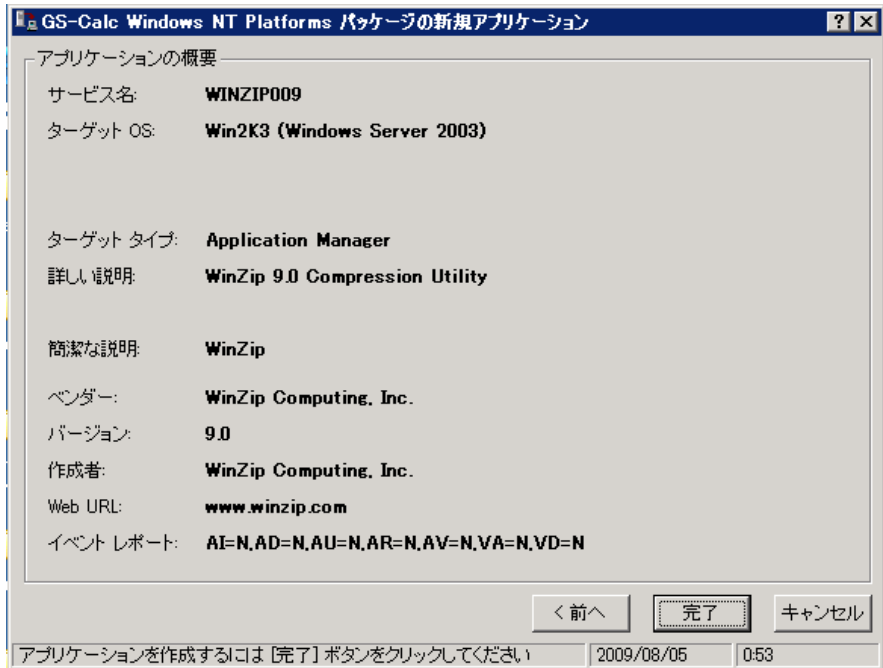 GS-Calc Windows NT Platforms パッケージの新規アプリケーション
アプリケーションの概要
サービス名: WINZIP009
ターゲット OS: Win2K3 (Windows Server 2003)
ターゲット タイプ: Application Manager
詳しい説明: WinZip 9.0 Compression Utility
簡潔な説明: WinZip
ベンダー: WinZip Computing, Inc.
バージョン: 9.0
作成者: WinZip Computing, Inc.
Web URL: www.winzip.com
イベント レポート: AI=N,AD=N,AU=N,AR=N,AV=N,VA=N,VD=N
< 前へ 完了 キャンセル
アプリケーションを作成するには [完了] ボタンをクリックしてください 2009/08/05 0:53